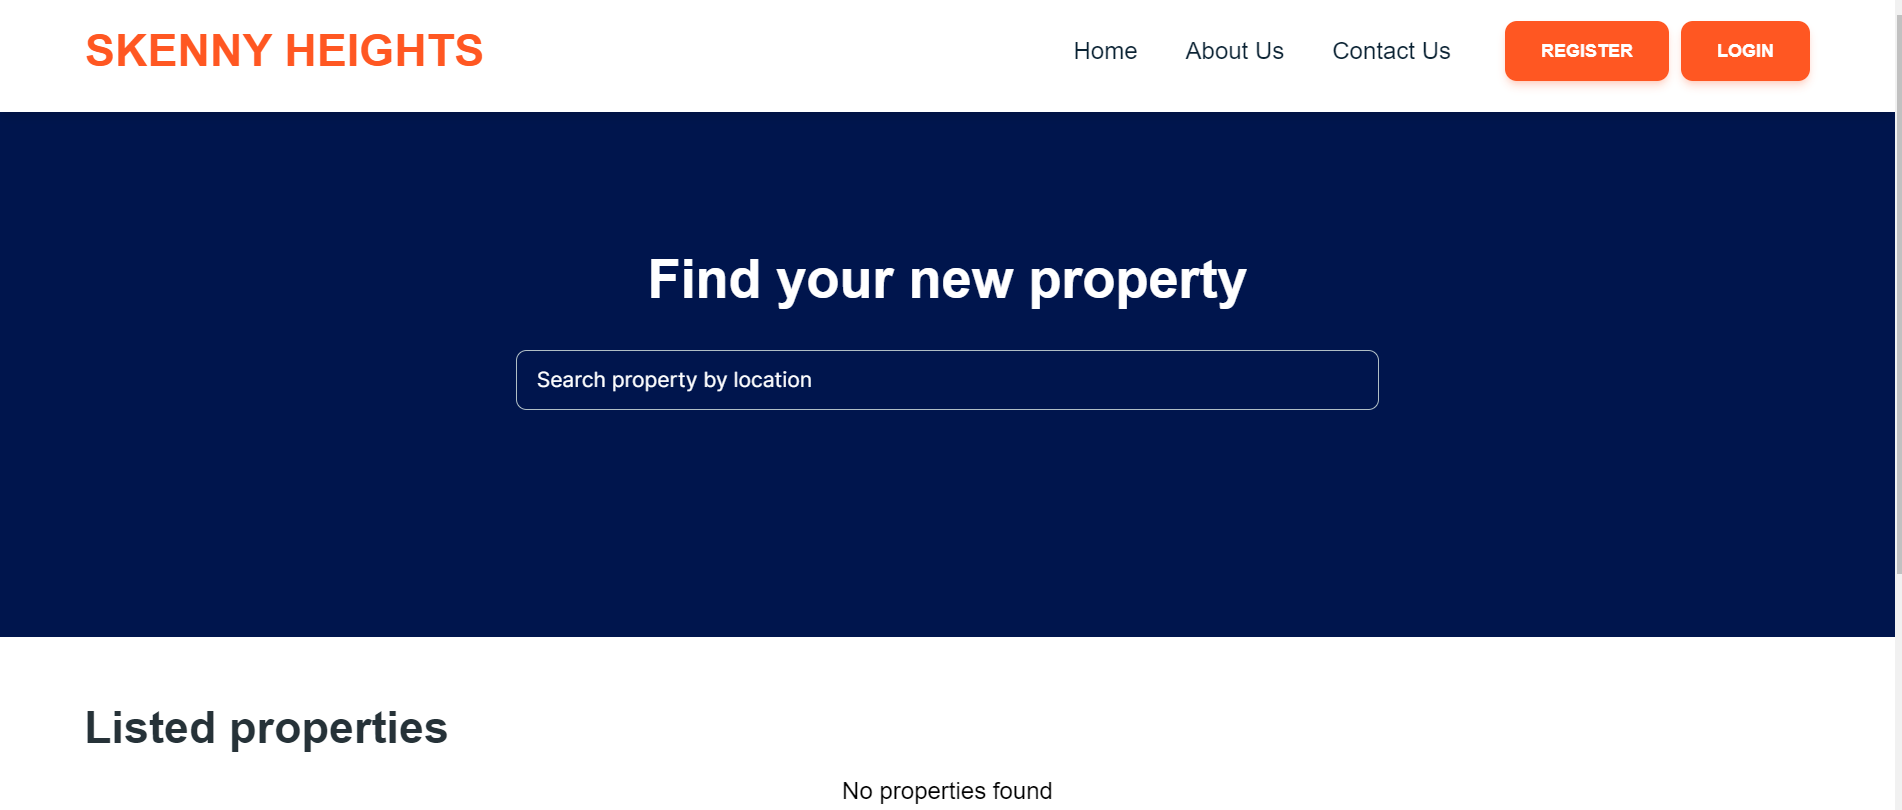 SKENNY HEIGHTS
Home About Us Contact Us REGISTER LOGIN
Find your new property
Search property by location
Listed properties
No properties found